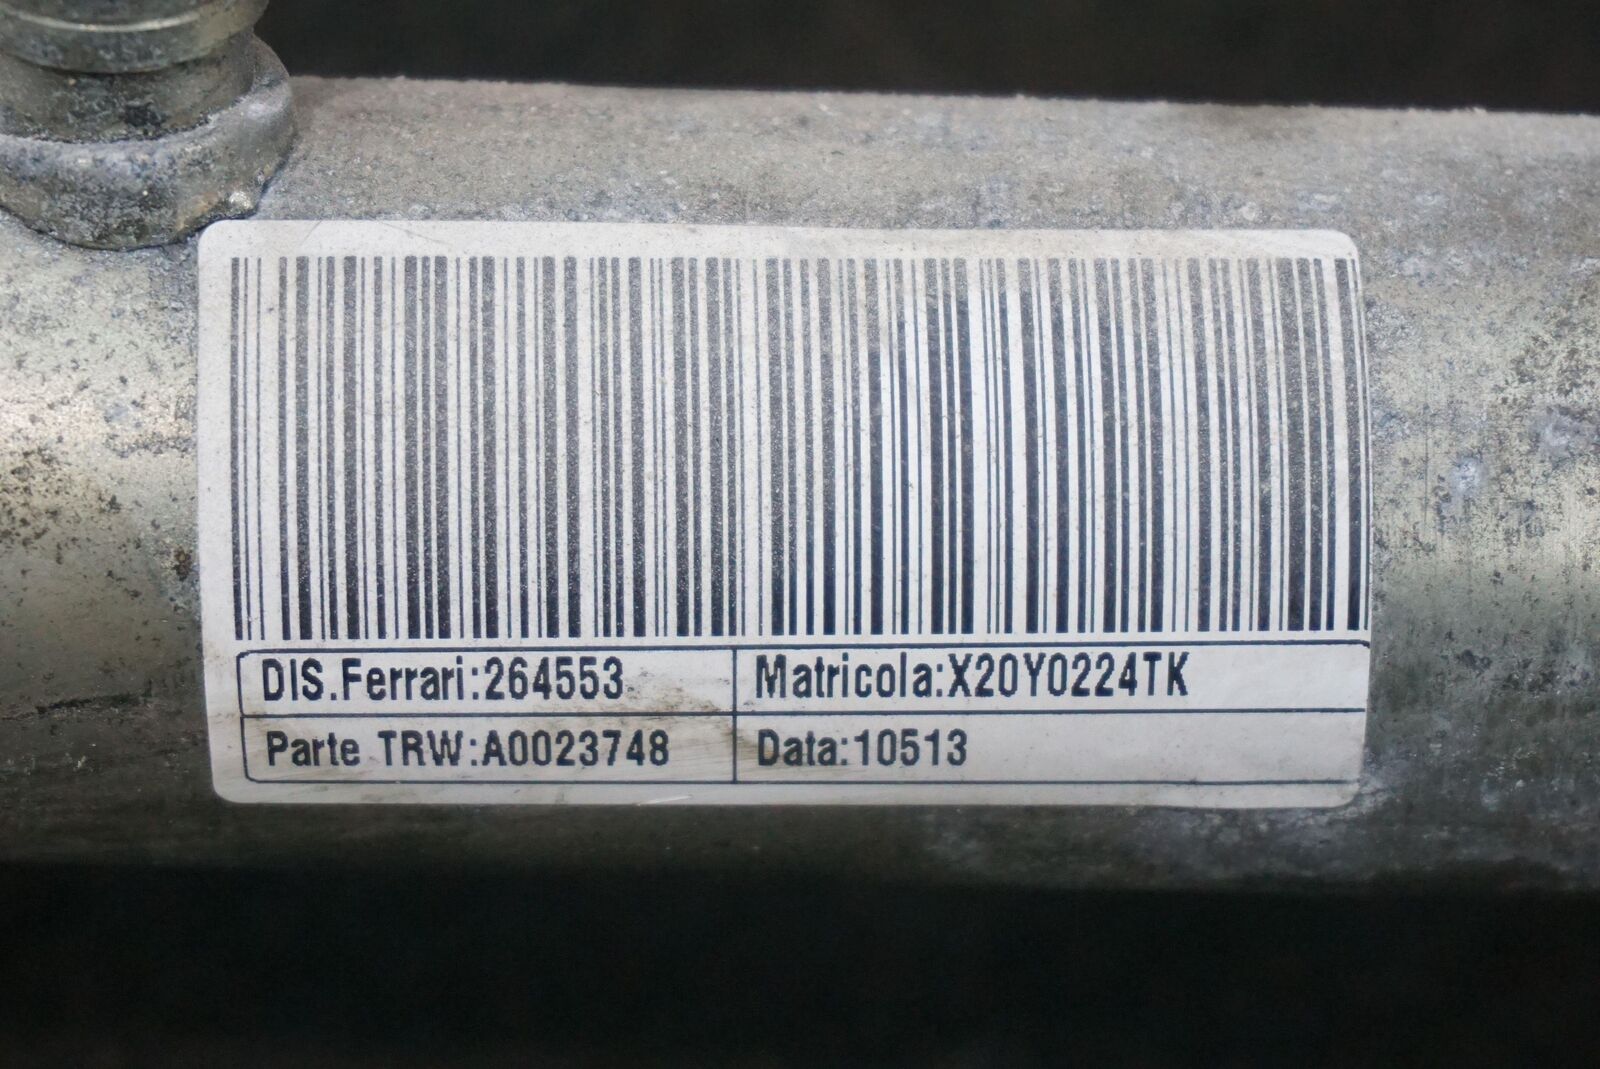 DIS.Ferrari:264553 Matricola:X20Y0224TK
Parte TRW:A0023748 Data:10513